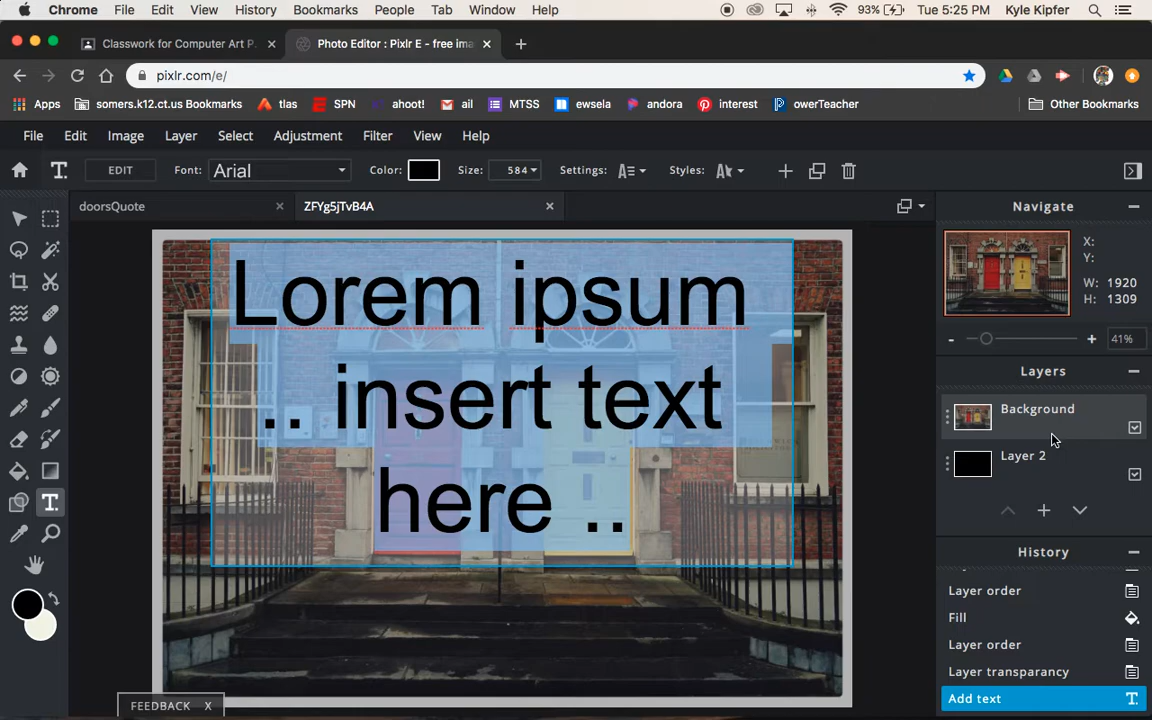 Chrome File Edit View History Bookmarks People Tab Window Help 93% Tue 5:25 PM Kyle Kipfer
Classwork for Computer Art P. Photo Editor : Pixlr E - free ima
pixlr.com/e/
Apps somers.k12.ct.us Bookmarks tlas SPN ahoot! ail MTSS ewsela andora interest owerTeacher Other Bookmarks
File Edit Image Layer Select Adjustment Filter View Help
T. EDIT Font: Arial Color: Size: 584 Settings: Styles:
doorsQuote ZFYg5jTvB4A Navigate
X:
Y:
W: 1920
H: 1309
- + 41%
Lorem ipsum
.. insert text
here ..
Layers
Background
Layer 2
History
Layer order
Fill
Layer order
Layer transparancy
Add text T.
T.
FEEDBACK X